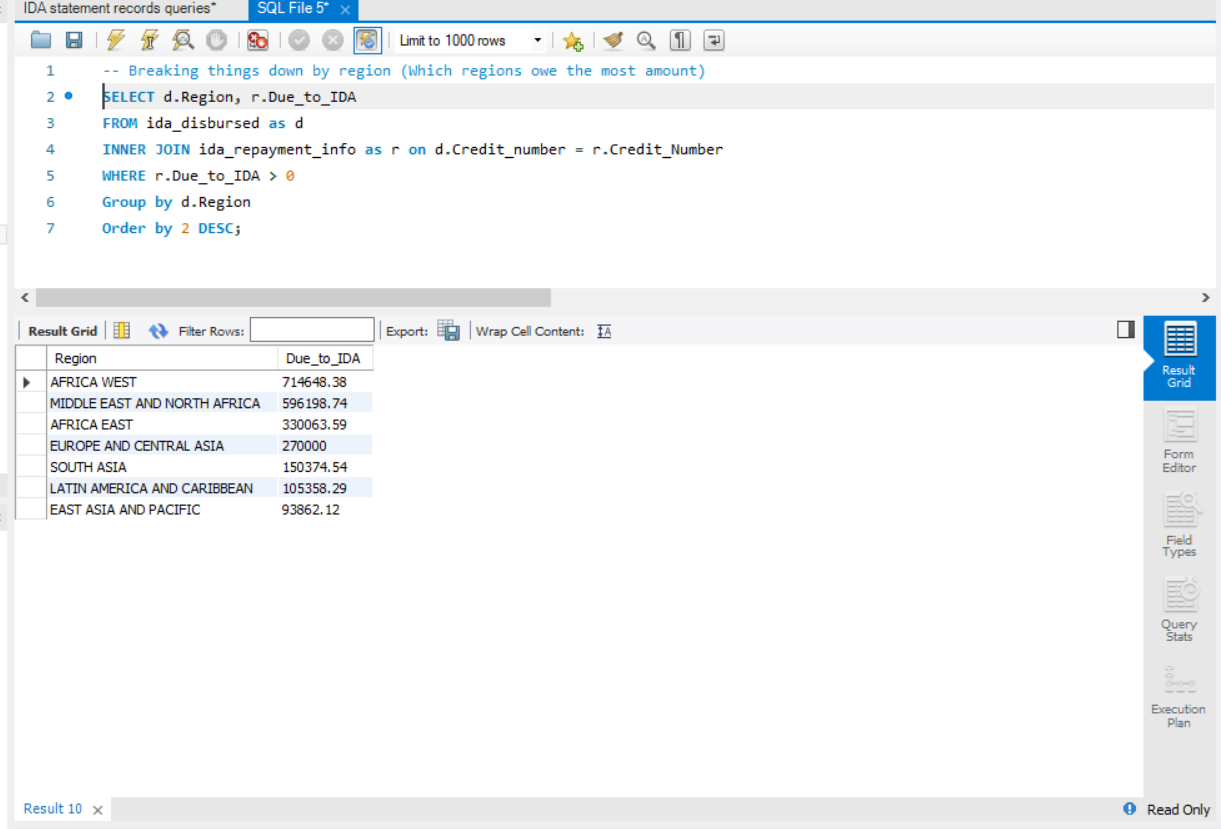 IDA statement records queries* SQL File 5* ×
Limit to 1000 rows
1 -- Breaking things down by region (Which regions owe the most amount)
2 SELECT d.Region, r.Due_to_IDA
3 FROM ida_disbursed as d
4 INNER JOIN ida_repayment_info as r on d.Credit_number = r.Credit_Number
5 WHERE r.Due_to_IDA > 0
6 Group by d.Region
7 Order by 2 DESC;
Result Grid Filter Rows: Export: Wrap Cell Content: IA
Region Due_to_IDA
AFRICA WEST 714648.38
MIDDLE EAST AND NORTH AFRICA 596198.74
AFRICA EAST 330063.59
EUROPE AND CENTRAL ASIA 270000
SOUTH ASIA 150374.54
LATIN AMERICA AND CARIBBEAN 105358.29
EAST ASIA AND PACIFIC 93862.12
Result
Grid
Form
Editor
Field
Types
Query
Stats
Execution
Plan
Result 10 × Read Only